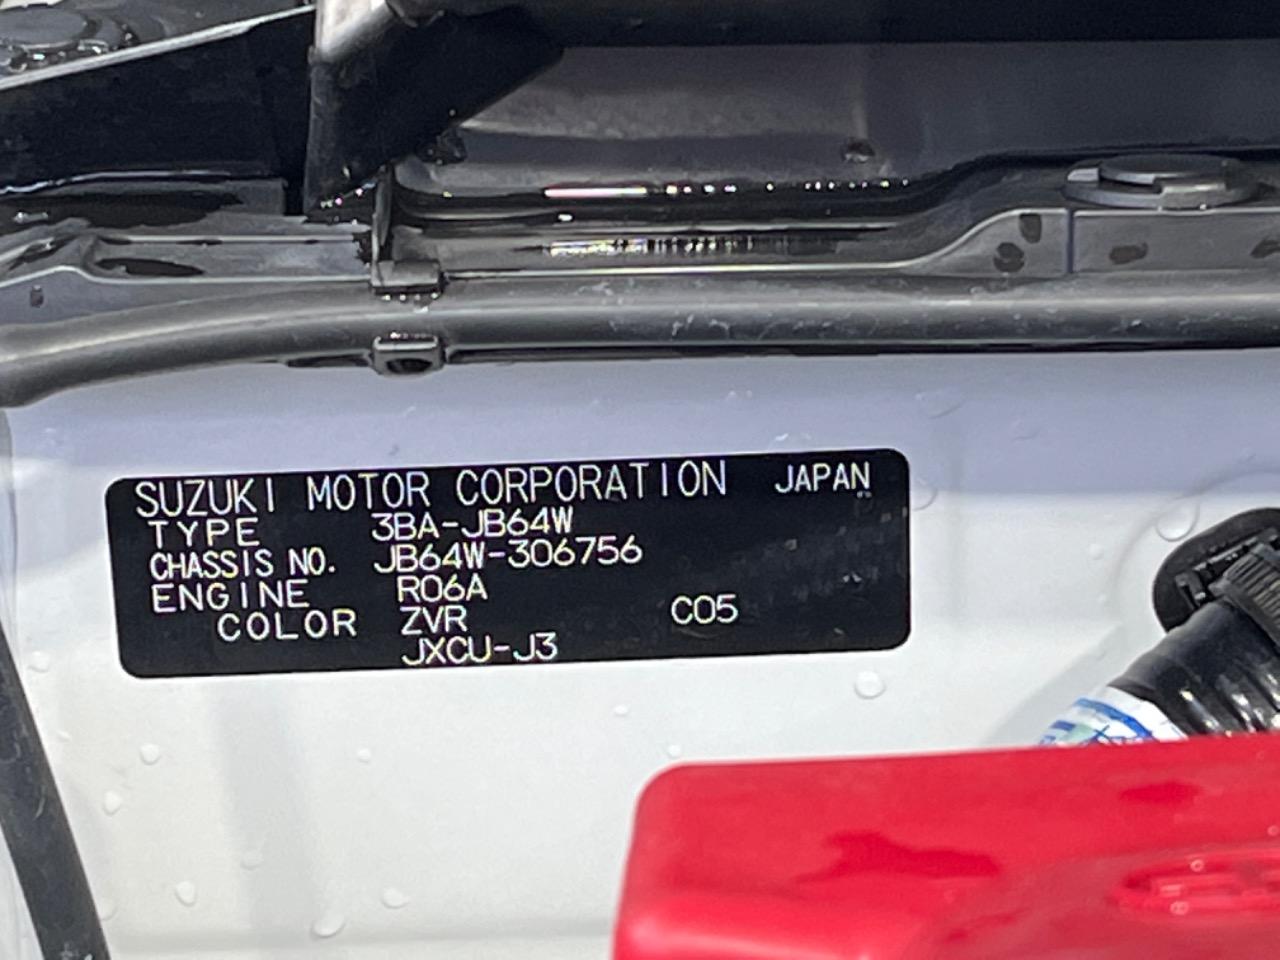 SUZUKI MOTOR CORPORATION JAPAN
TYPE 3BA-JB64W
CHASSIS NO. JB64W-306756
ENGINE R06A
COLOR ZVR C05
JXCU-J3